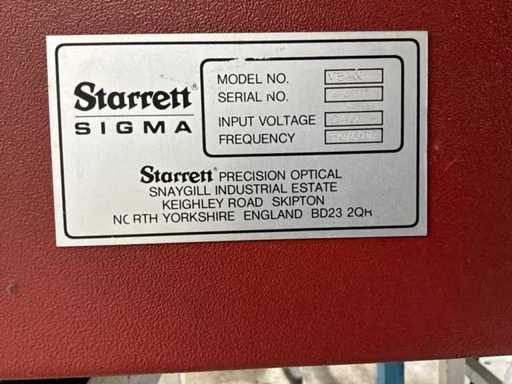 Starrett®
SIGMA
MODEL NO.
SERIAL NO.
INPUT VOLTAGE
FREQUENCY
Starrett® PRECISION OPTICAL
SNAYGILL INDUSTRIAL ESTATE
KEIGHLEY ROAD SKIPTON
NORTH YORKSHIRE ENGLAND BD23 2QR